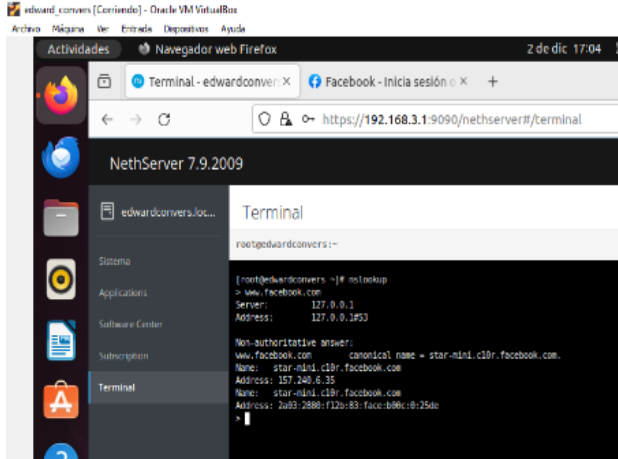 edward_convers [Corriendo] - Oracle VM VirtualBox
Archivo Máquina Ver Entrada Dispositivos Ayuda
Actividades Navegador web Firefox 2 de dic 17:04
Terminal - edwardconver × Facebook - Inicia sesión o × +
https://192.168.3.1:9090/nethserver#/terminal
NethServer 7.9.2009
edwardconvers.loc...
Terminal
root@edwardconvers:~
Sistema
Applications
Software Center
Subscription
Terminal
[root@edwardconvers ~]# nslookup
> www.facebook.com
Server: 127.0.0.1
Address: 127.0.0.1#53
Non-authoritative answer:
www.facebook.com canonical name = star-mini.c10r.facebook.com.
Name: star-mini.c10r.facebook.com
Address: 157.240.6.35
Name: star-mini.c10r.facebook.com
Address: 2a03:2880:f12b:83:face:b00c:0:25de
>